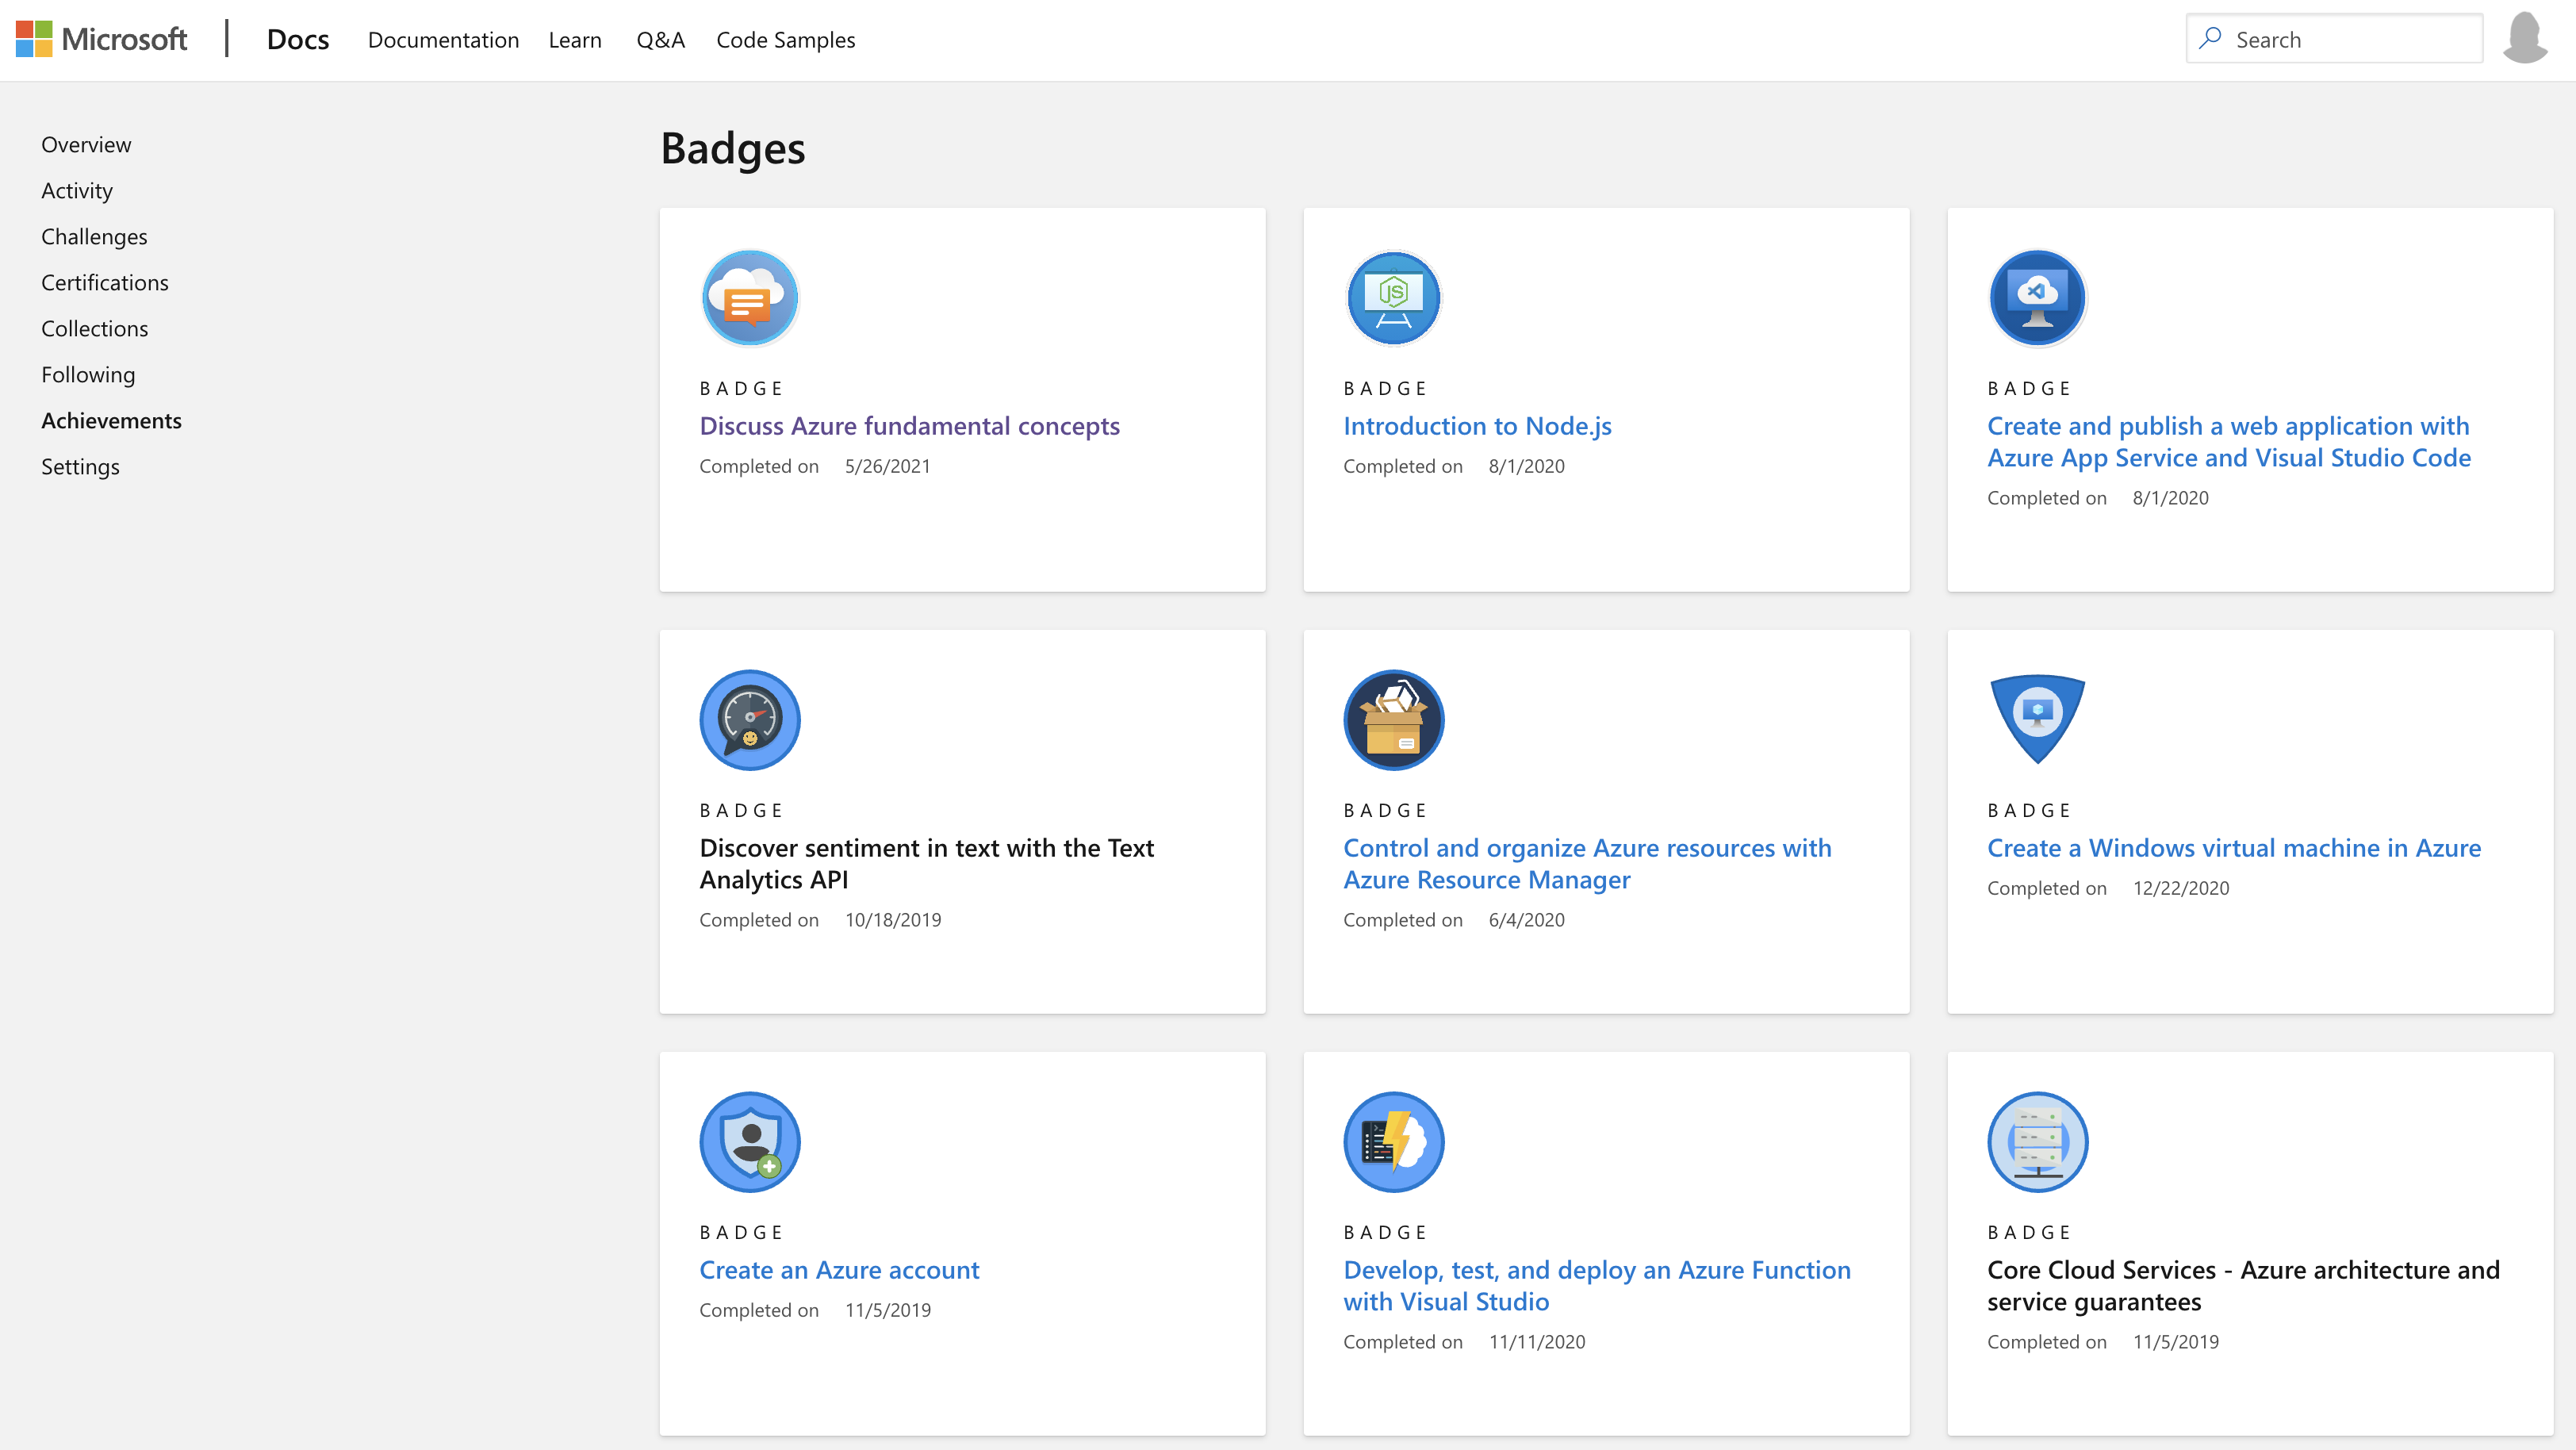 Microsoft | Docs Documentation Learn Q&A Code Samples Search
Overview
Activity
Challenges
Certifications
Collections
Following
Achievements
Settings
Badges
BADGE
Discuss Azure fundamental concepts
Completed on 5/26/2021
JS
BADGE
Introduction to Node.js
Completed on 8/1/2020
BADGE
Create and publish a web application with
Azure App Service and Visual Studio Code
Completed on 8/1/2020
BADGE
Discover sentiment in text with the Text
Analytics API
Completed on 10/18/2019
BADGE
Control and organize Azure resources with
Azure Resource Manager
Completed on 6/4/2020
BADGE
Create a Windows virtual machine in Azure
Completed on 12/22/2020
BADGE
Create an Azure account
Completed on 11/5/2019
BADGE
Develop, test, and deploy an Azure Function
with Visual Studio
Completed on 11/11/2020
BADGE
Core Cloud Services - Azure architecture and
service guarantees
Completed on 11/5/2019